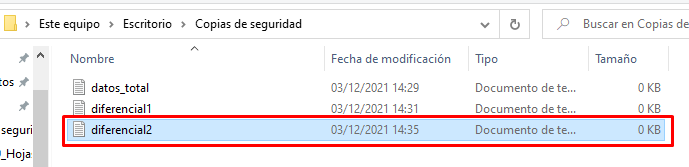 Este equipo > Escritorio > Copias de seguridad
Buscar en Copias de
Nombre Fecha de modificación Tipo Tamaño
datos_total 03/12/2021 14:29 Documento de te... 0 KB
tos
diferencial1 03/12/2021 14:31 Documento de te... 0 KB
seguri
diferencial2 03/12/2021 14:35 Documento de te... 0 KB
_Hojas